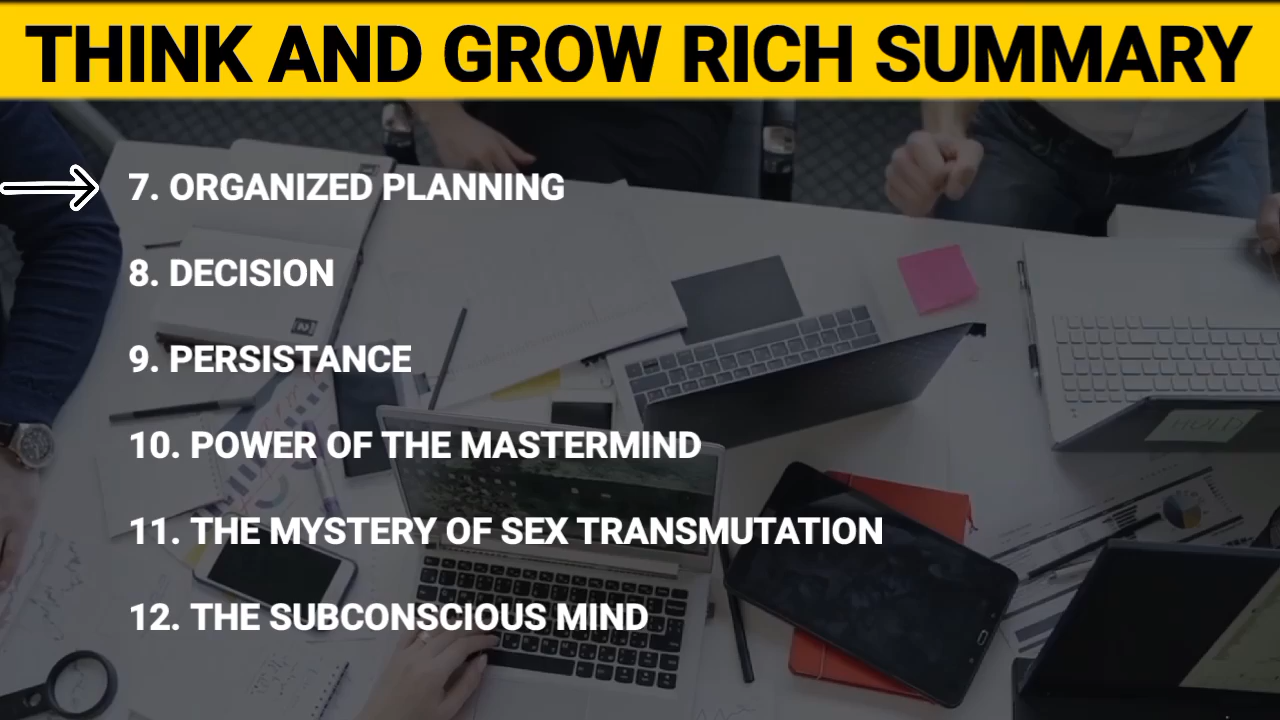 THINK AND GROW RICH SUMMARY
7. ORGANIZED PLANNING
8. DECISION
9. PERSISTANCE
10. POWER OF THE MASTERMIND
HOLD
11. THE MYSTERY OF SEX TRANSMUTATION
12. THE SUBCONSCIOUS MIND